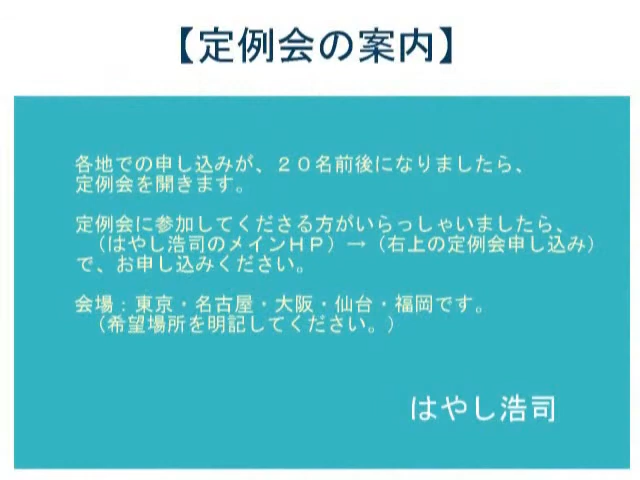 【定例会の案内】
各地での申し込みが、２０名前後になりましたら、
定例会を開きます。
定例会に参加してくださる方がいらっしゃいましたら、
（はやし浩司のメインＨＰ）→（右上の定例会申し込み）
で、お申し込みください。
会場：東京・名古屋・大阪・仙台・福岡です。
（希望場所を明記してください。）
はやし浩司